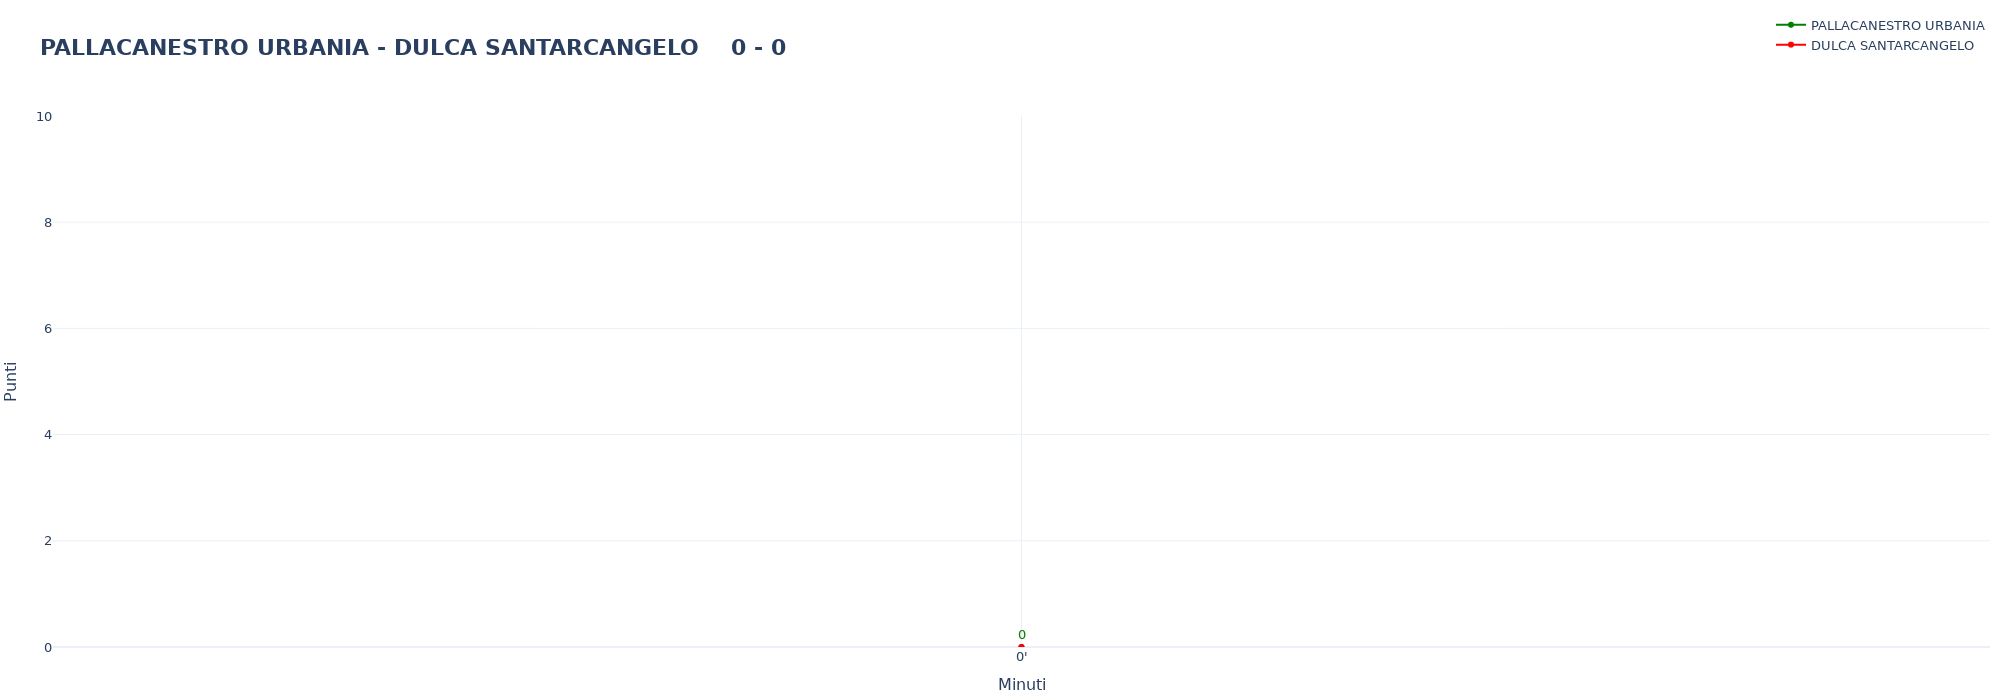 PALLACANESTRO URBANIA - DULCA SANTARCANGELO 0 - 0
PALLACANESTRO URBANIA
DULCA SANTARCANGELO
10
8
6
4
2
0
Punti
0
0'
Minuti